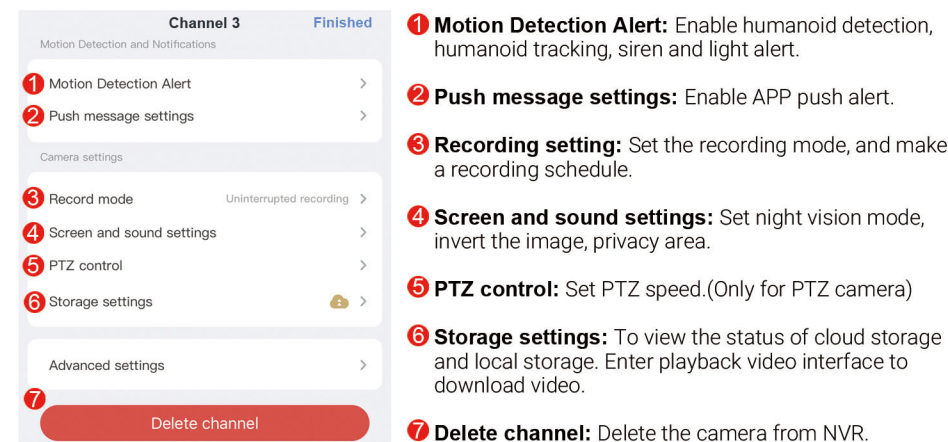 Channel 3 Finished
Motion Detection and Notifications
1 Motion Detection Alert
2 Push message settings
Camera settings
3 Record mode Uninterrupted recording
4 Screen and sound settings
5 PTZ control
6 Storage settings
Advanced settings
7
Delete channel
1 Motion Detection Alert: Enable humanoid detection,
humanoid tracking, siren and light alert.
2 Push message settings: Enable APP push alert.
3 Recording setting: Set the recording mode, and make
a recording schedule.
4 Screen and sound settings: Set night vision mode,
invert the image, privacy area.
5 PTZ control: Set PTZ speed.(Only for PTZ camera)
6 Storage settings: To view the status of cloud storage
and local storage. Enter playback video interface to
download video.
7 Delete channel: Delete the camera from NVR.